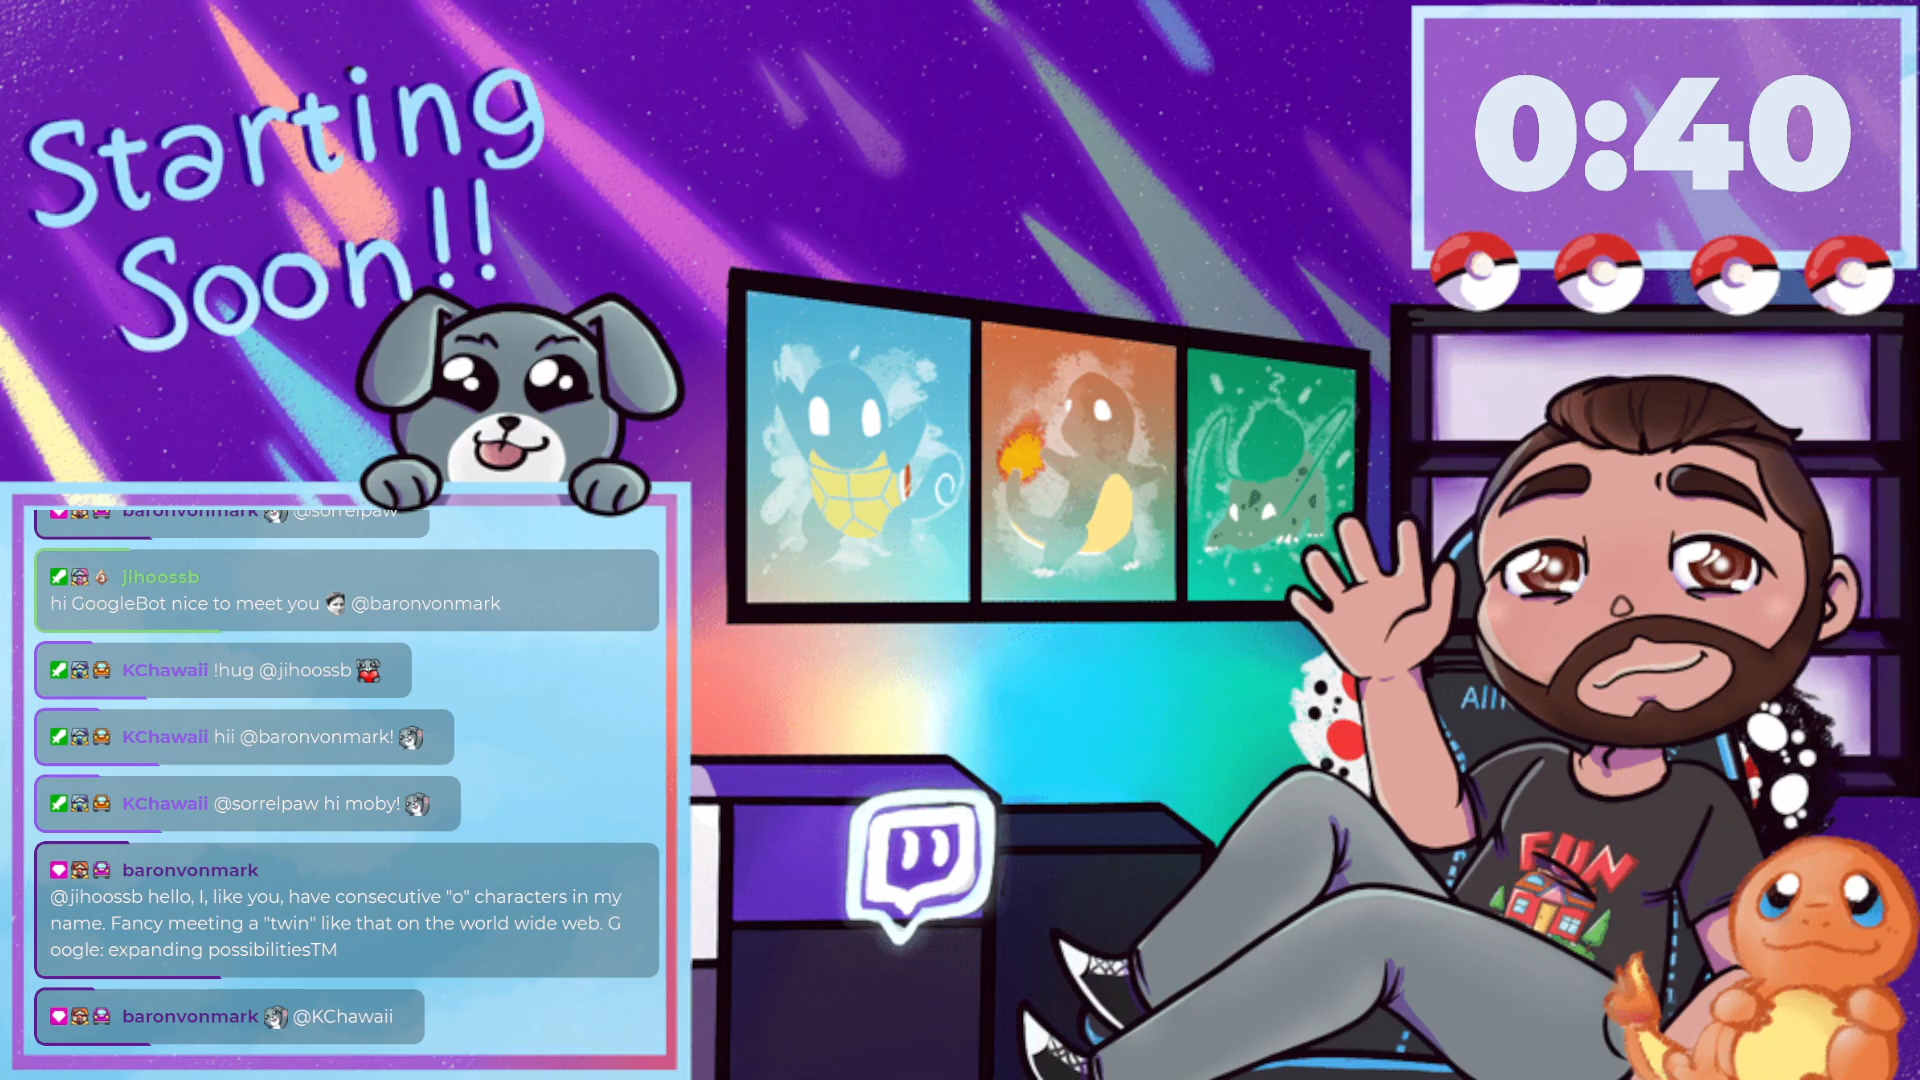 Starting
Soon!!
0:40
baronvonmark @sorrelpaw
jihoossb
hi GoogleBot nice to meet you @baronvonmark
KChawaii !hug @jihoossb
KChawaii hii @baronvonmark!
KChawaii @sorrelpaw hi moby!
baronvonmark
@jihoossb hello, I, like you, have consecutive "o" characters in my
name. Fancy meeting a "twin" like that on the world wide web. G
oogle: expanding possibilitiesTM
baronvonmark @KChawaii
FUN